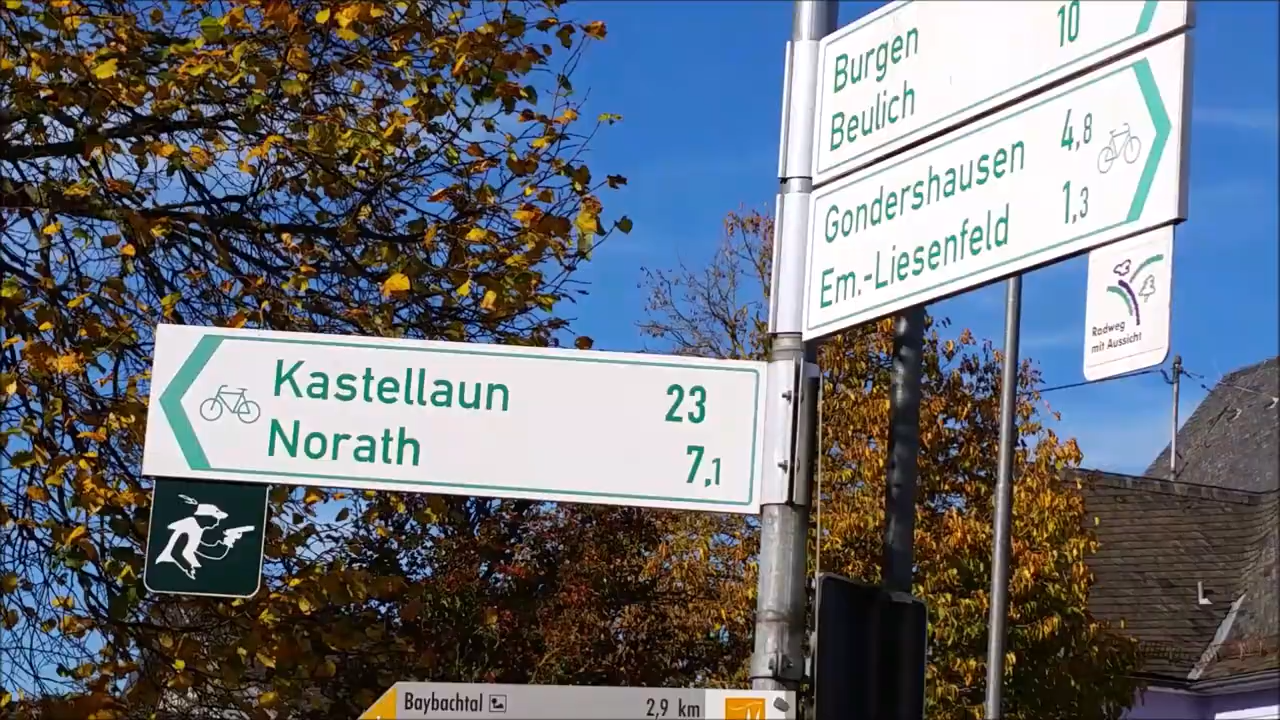 Burgen 10
Beulich
Gondershausen 4,8
Em.-Liesenfeld 1,3
Radweg
mit Aussicht
Kastellaun 23
Norath 7,1
Baybachtal 2,9 km